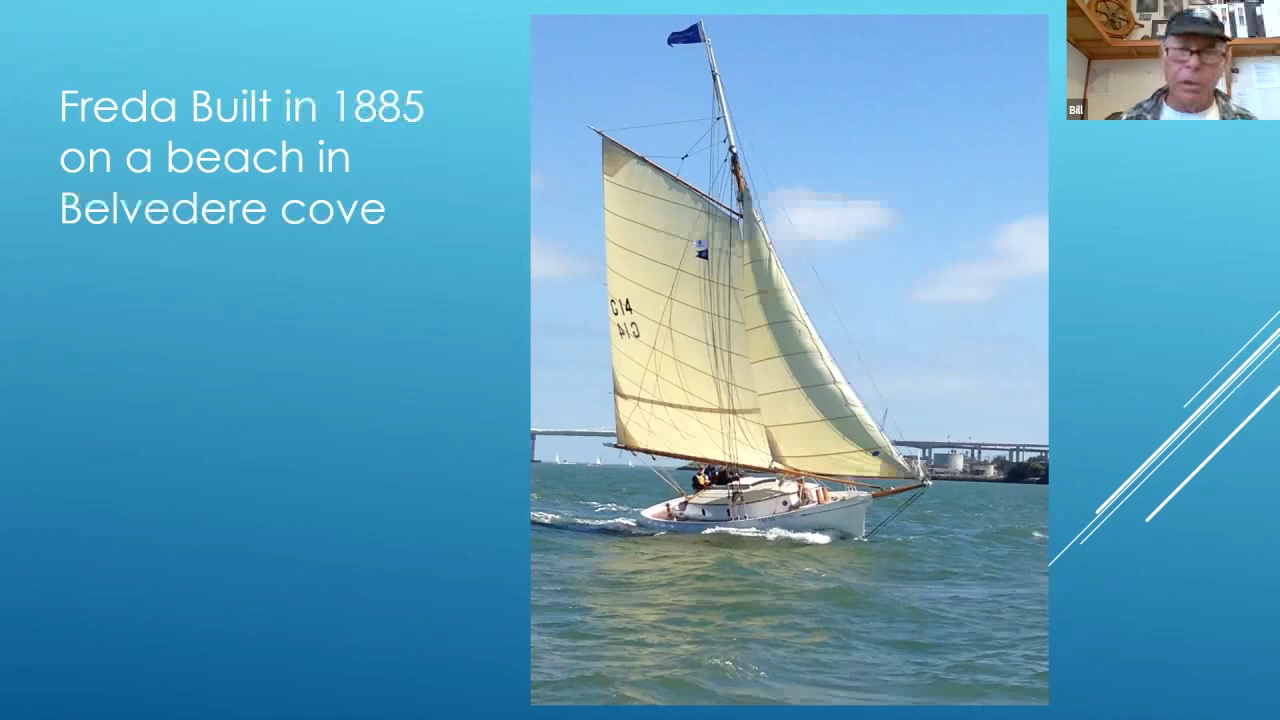 Freda Built in 1885
on a beach in
Belvedere cove
C14
C14
Bill